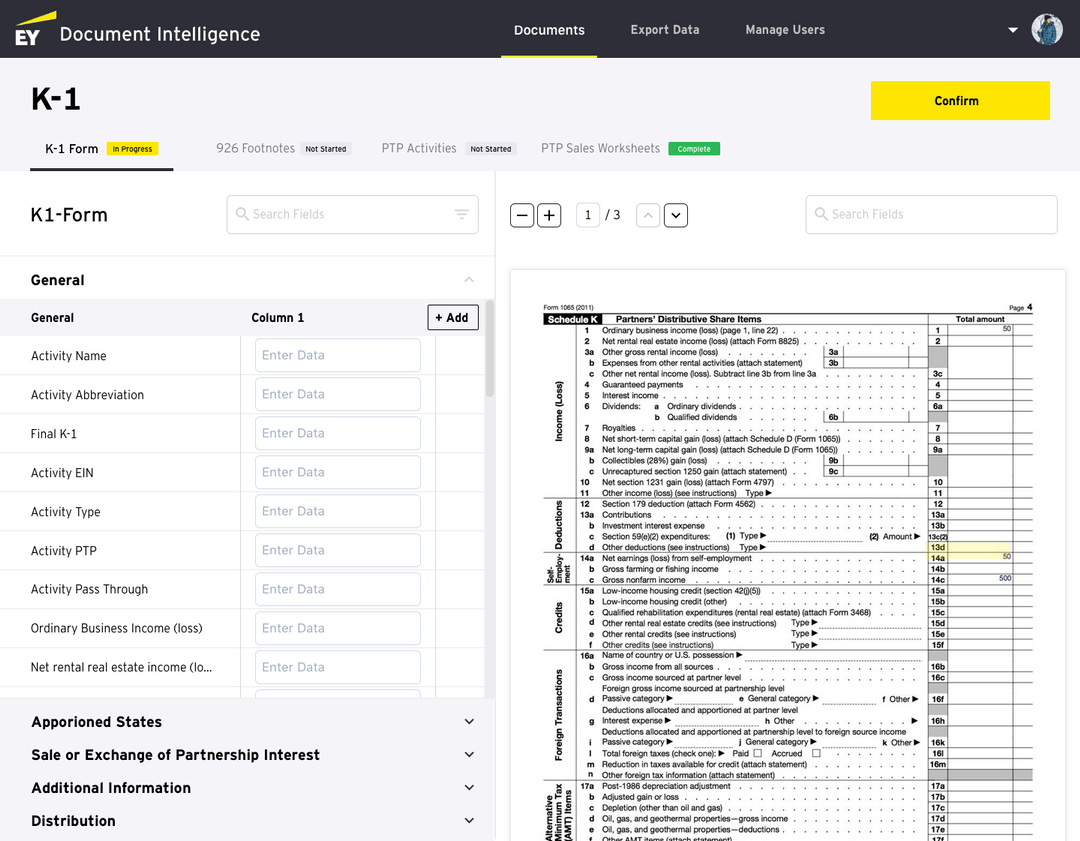 EY Document Intelligence Documents Export Data Manage Users
K-1
Confirm
K-1 Form In Progress 926 Footnotes Not Started PTP Activities Not Started PTP Sales Worksheets Complete
K1-Form
Search Fields
General
General Column 1 + Add
Activity Name Enter Data
Activity Abbreviation Enter Data
Final K-1 Enter Data
Activity EIN Enter Data
Activity Type Enter Data
Activity PTP Enter Data
Activity Pass Through Enter Data
Ordinary Business Income (loss) Enter Data
Net rental real estate income (lo... Enter Data
Apporioned States
Sale or Exchange of Partnership Interest
Additional Information
Distribution
1 / 3
Search Fields
Form 1065 (2011) Page 4
Schedule K Partners' Distributive Share Items Total amount
Income (Loss)
1 Ordinary business income (loss) (page 1, line 22) 1 50
2 Net rental real estate income (loss) (attach Form 8825) 2
3a Other gross rental income (loss) 3a
b Expenses from other rental activities (attach statement) 3b
c Other net rental income (loss). Subtract line 3b from line 3a 3c
4 Guaranteed payments 4
5 Interest income 5
6 Dividends: a Ordinary dividends 6a
b Qualified dividends 6b
7 Royalties 7
8 Net short-term capital gain (loss) (attach Schedule D (Form 1065)) 8
9a Net long-term capital gain (loss) (attach Schedule D (Form 1065)) 9a
b Collectibles (28%) gain (loss) 9b
c Unrecaptured section 1250 gain (attach statement) 9c
10 Net section 1231 gain (loss) (attach Form 4797) 10
11 Other income (loss) (see instructions) Type ▶ 11
Deductions
12 Section 179 deduction (attach Form 4562) 12
13a Contributions 13a
b Investment interest expense 13b
c Section 59(e)(2) expenditures: (1) Type ▶ (2) Amount ▶ 13c(2)
d Other deductions (see instructions) Type ▶ 13d
Self-Employ-ment
14a Net earnings (loss) from self-employment 14a 50
b Gross farming or fishing income 14b
c Gross nonfarm income 14c 500
Credits
15a Low-income housing credit (section 42(j)(5)) 15a
b Low-income housing credit (other) 15b
c Qualified rehabilitation expenditures (rental real estate) (attach Form 3468) 15c
d Other rental real estate credits (see instructions) Type ▶ 15d
e Other rental credits (see instructions) Type ▶ 15e
f Other credits (see instructions) Type ▶ 15f
Foreign Transactions
16a Name of country or U.S. possession ▶
b Gross income from all sources 16b
c Gross income sourced at partner level 16c
Foreign gross income sourced at partnership level
d Passive category ▶ e General category ▶ f Other ▶ 16f
Deductions allocated and apportioned at partner level
g Interest expense ▶ h Other ▶ 16h
Deductions allocated and apportioned at partnership level to foreign source income
i Passive category ▶ j General category ▶ k Other ▶ 16k
l Total foreign taxes (check one): ▶ Paid Accrued 16l
m Reduction in taxes available for credit (attach statement) 16m
n Other foreign tax information (attach statement)
Alternative Minimum Tax (AMT) Items
17a Post-1986 depreciation adjustment 17a
b Adjusted gain or loss 17b
c Depletion (other than oil and gas) 17c
d Oil, gas, and geothermal properties—gross income 17d
e Oil, gas, and geothermal properties—deductions 17e
f Other AMT items (attach statement) 17f